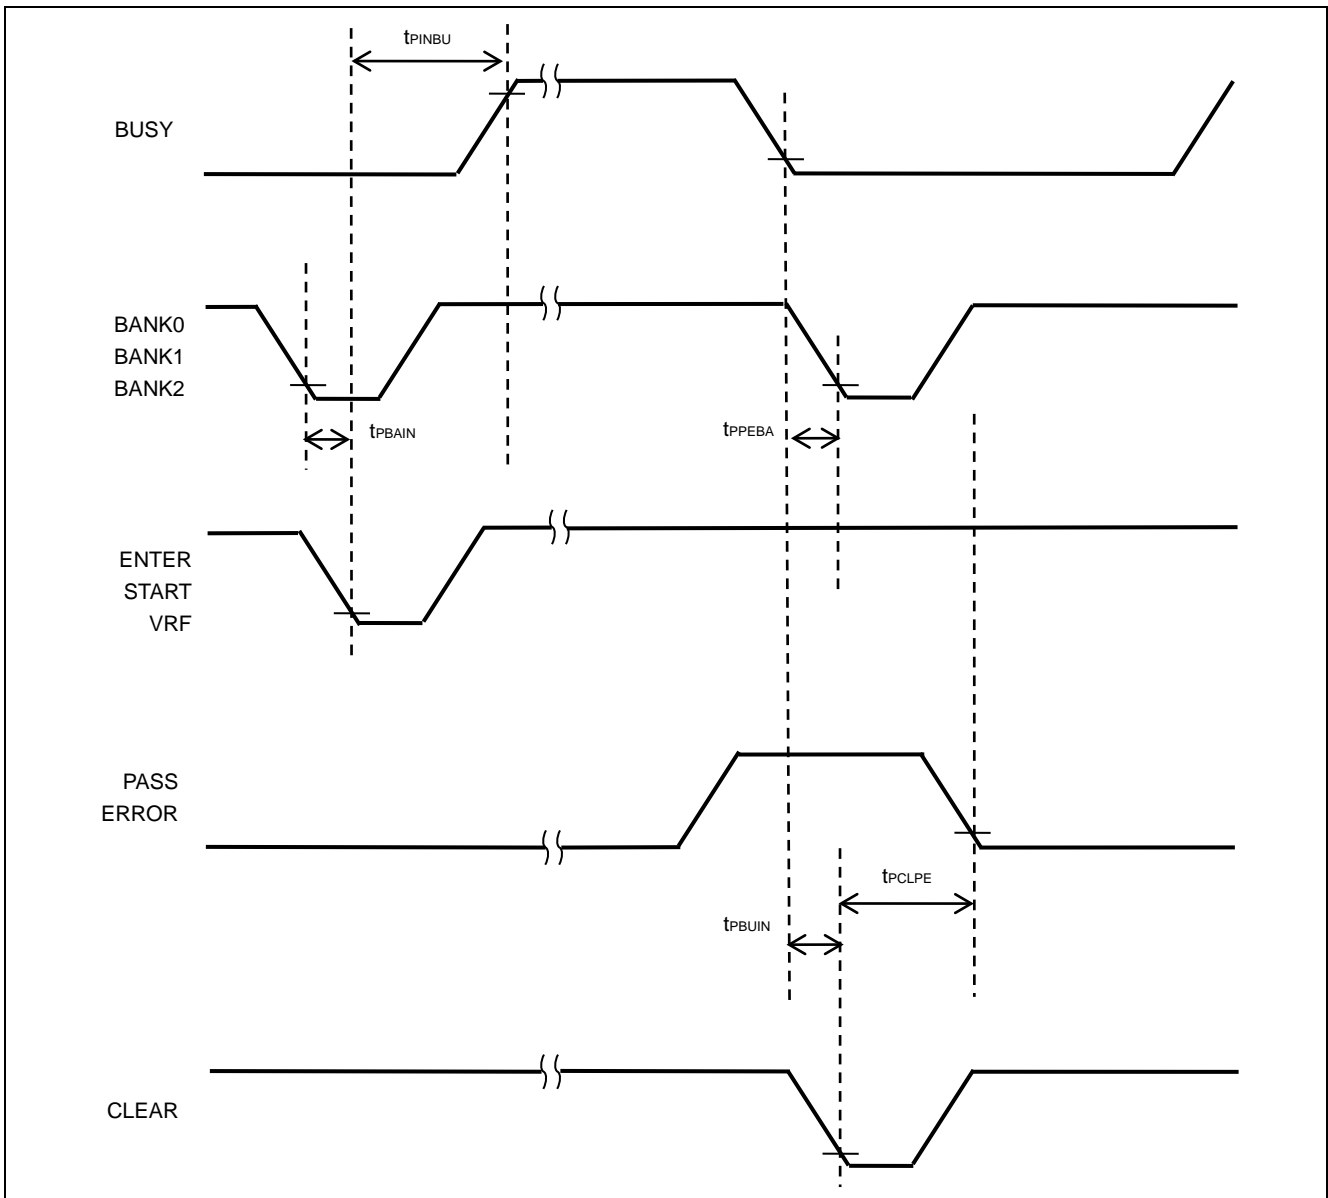 tPINBU
BUSY
BANK0
BANK1
BANK2
tPBAIN
tPPEBA
ENTER
START
VRF
PASS
ERROR
tPCLPE
tPBUIN
CLEAR